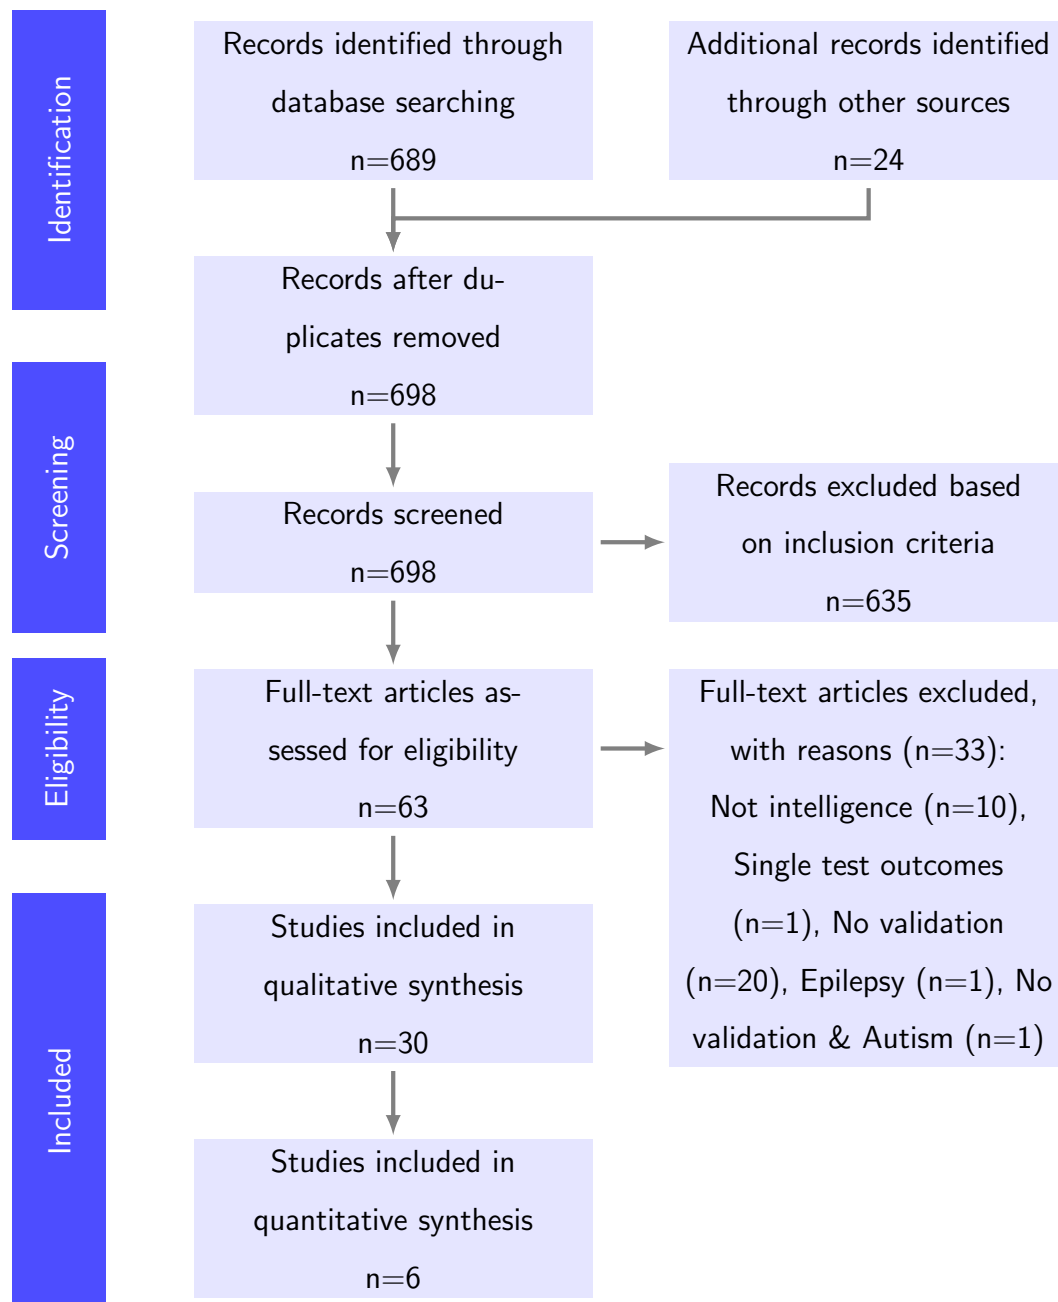 Identification
Records identified through
database searching
n=689
Additional records identified
through other sources
n=24
Records after du-
plicates removed
n=698
Screening
Records screened
n=698
Records excluded based
on inclusion criteria
n=635
Eligibility
Full-text articles as-
sessed for eligibility
n=63
Full-text articles excluded,
with reasons (n=33):
Not intelligence (n=10),
Single test outcomes
(n=1), No validation
(n=20), Epilepsy (n=1), No
validation & Autism (n=1)
Included
Studies included in
qualitative synthesis
n=30
Studies included in
quantitative synthesis
n=6